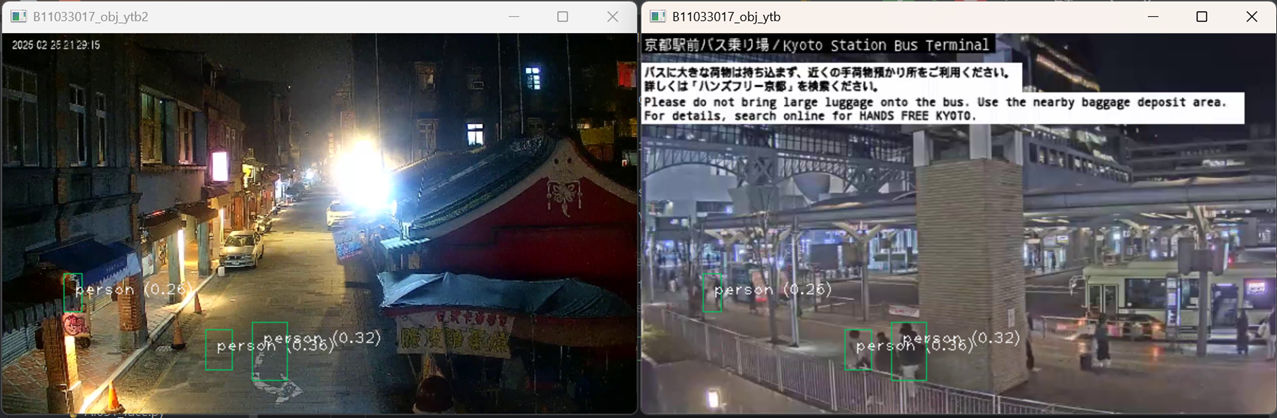 B11033017_obj_ytb2
2025 02 25 21:29:15
person (0.26)
person (0.32)
person (0.36)
B11033017_obj_ytb
京都駅前バス乗り場/Kyoto Station Bus Terminal
バスに大きな荷物は持ち込まず、近くの手荷物預かり所をご利用ください。
詳しくは「ハンズフリー京都」を検索ください。
Please do not bring large luggage onto the bus. Use the nearby baggage deposit area.
For details, search online for HANDS FREE KYOTO.
person (0.26)
person (0.32)
person (0.36)